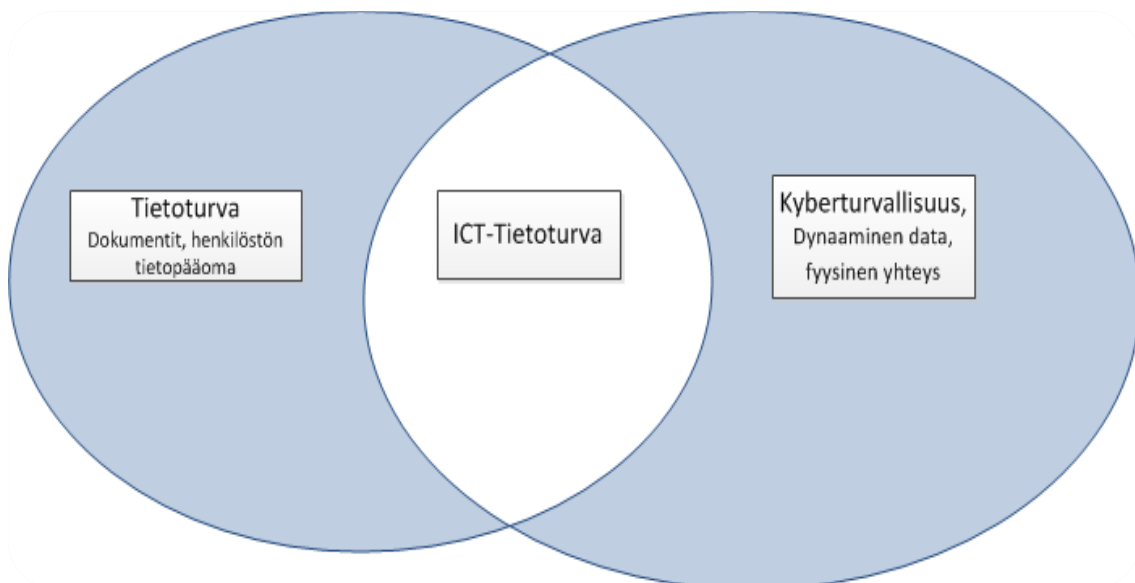 Tietoturva
Dokumentit, henkilöstön
tietopääoma
ICT-Tietoturva
Kyberturvallisuus,
Dynaaminen data,
fyysinen yhteys